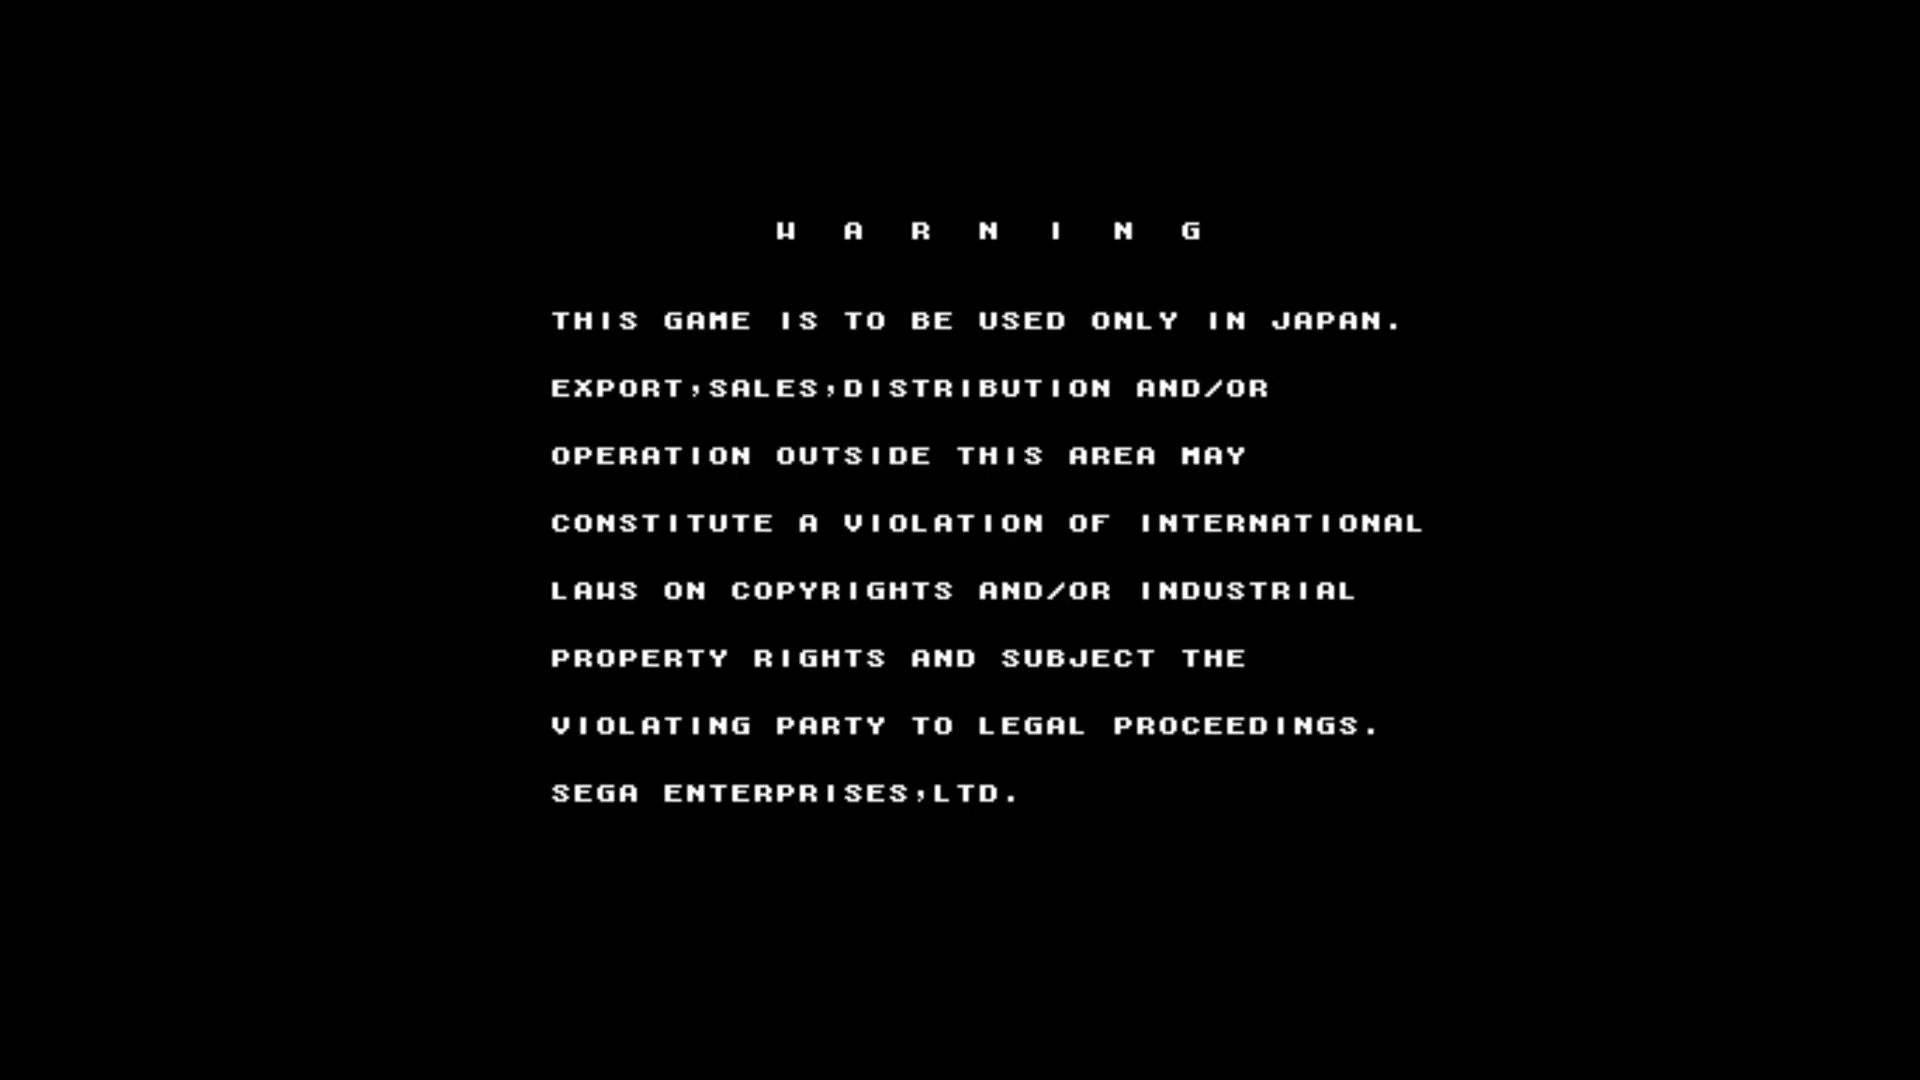 W A R N I N G
THIS GAME IS TO BE USED ONLY IN JAPAN.
EXPORT,SALES,DISTRIBUTION AND/OR
OPERATION OUTSIDE THIS AREA MAY
CONSTITUTE A VIOLATION OF INTERNATIONAL
LAWS ON COPYRIGHTS AND/OR INDUSTRIAL
PROPERTY RIGHTS AND SUBJECT THE
VIOLATING PARTY TO LEGAL PROCEEDINGS.
SEGA ENTERPRISES,LTD.